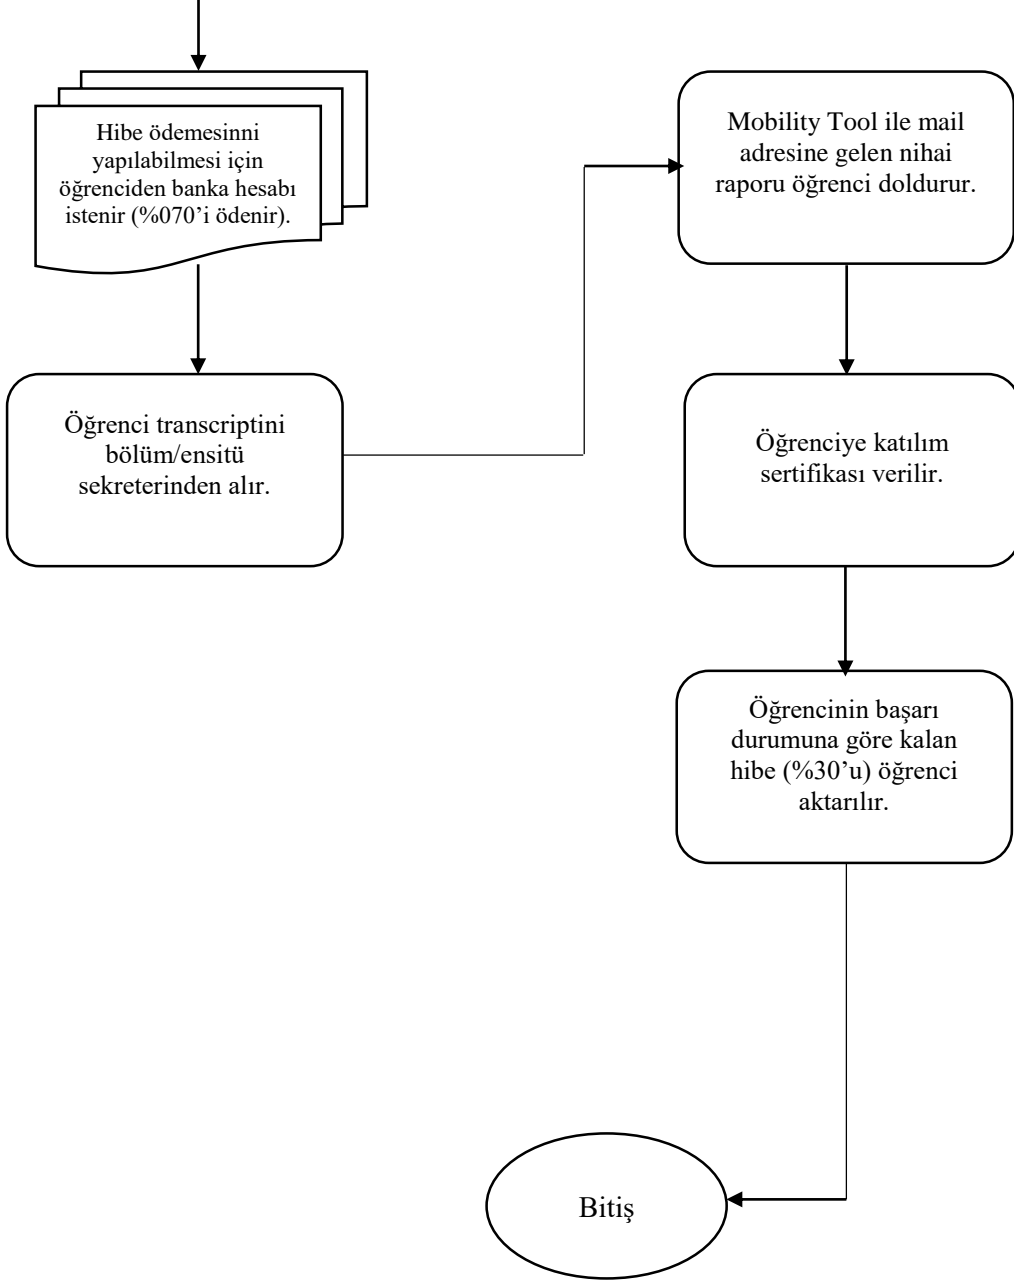 Hibe ödemesinni
yapılabilmesi için
öğrenciden banka hesabı
istenir (%070’i ödenir).
Öğrenci transcriptini
bölüm/ensitü
sekreterinden alır.
Mobility Tool ile mail
adresine gelen nihai
raporu öğrenci doldurur.
Öğrenciye katılım
sertifikası verilir.
Öğrencinin başarı
durumuna göre kalan
hibe (%30’u) öğrenci
aktarılır.
Bitiş